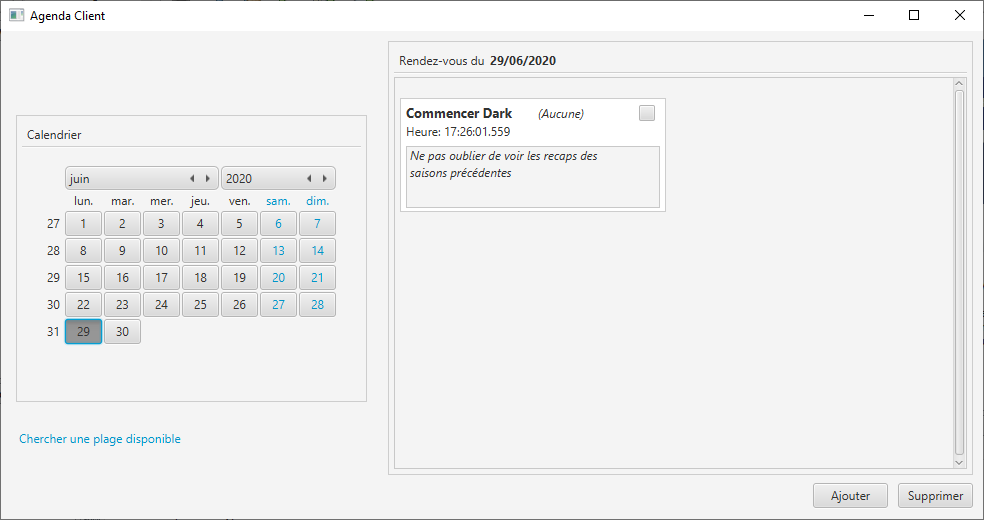 Agenda Client
Rendez-vous du 29/06/2020
Commencer Dark (Aucune)
Heure: 17:26:01.559
Ne pas oublier de voir les recaps des
saisons précédentes
Calendrier
juin 2020
lun. mar. mer. jeu. ven. sam. dim.
27 1 2 3 4 5 6 7
28 8 9 10 11 12 13 14
29 15 16 17 18 19 20 21
30 22 23 24 25 26 27 28
31 29 30
Chercher une plage disponible
Ajouter Supprimer